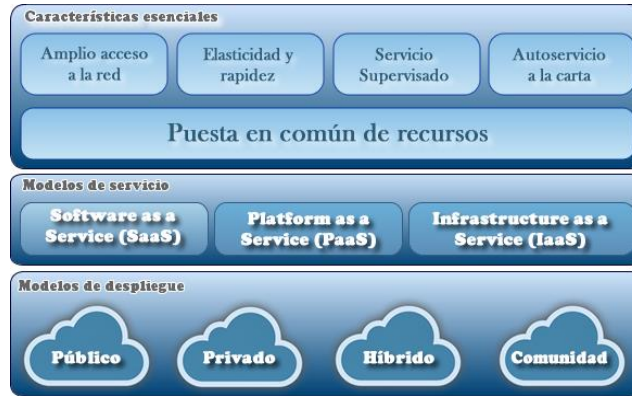 Características esenciales
Amplio acceso
a la red
Elasticidad y
rapidez
Servicio
Supervisado
Autoservicio
a la carta
Puesta en común de recursos
Modelos de servicio
Software as a
Service (SaaS)
Platform as a
Service (PaaS)
Infrastructure as a
Service (IaaS)
Modelos de despliegue
Público
Privado
Híbrido
Comunidad